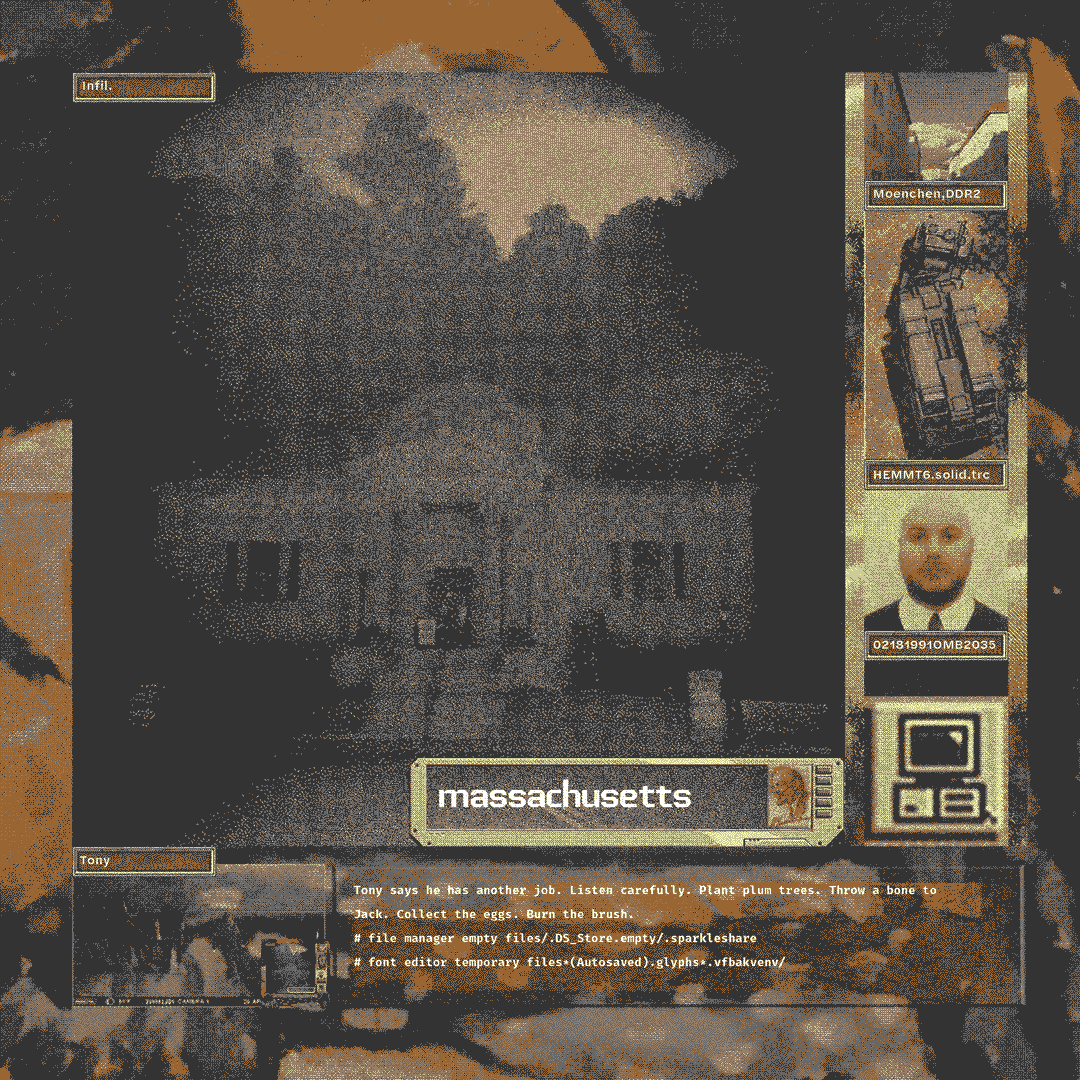 Infil.
Moenchen,DDR2
HEMMT6.solid.trc
02181991OMB2035
massachusetts
Tony
Tony says he has another job. Listen carefully. Plant plum trees. Throw a bone to
Jack. Collect the eggs. Burn the brush.
# file manager empty files/.DS_Store.empty/.sparkleshare
# font editor temporary files*(Autosaved).glyphs*.vfbakvenv/